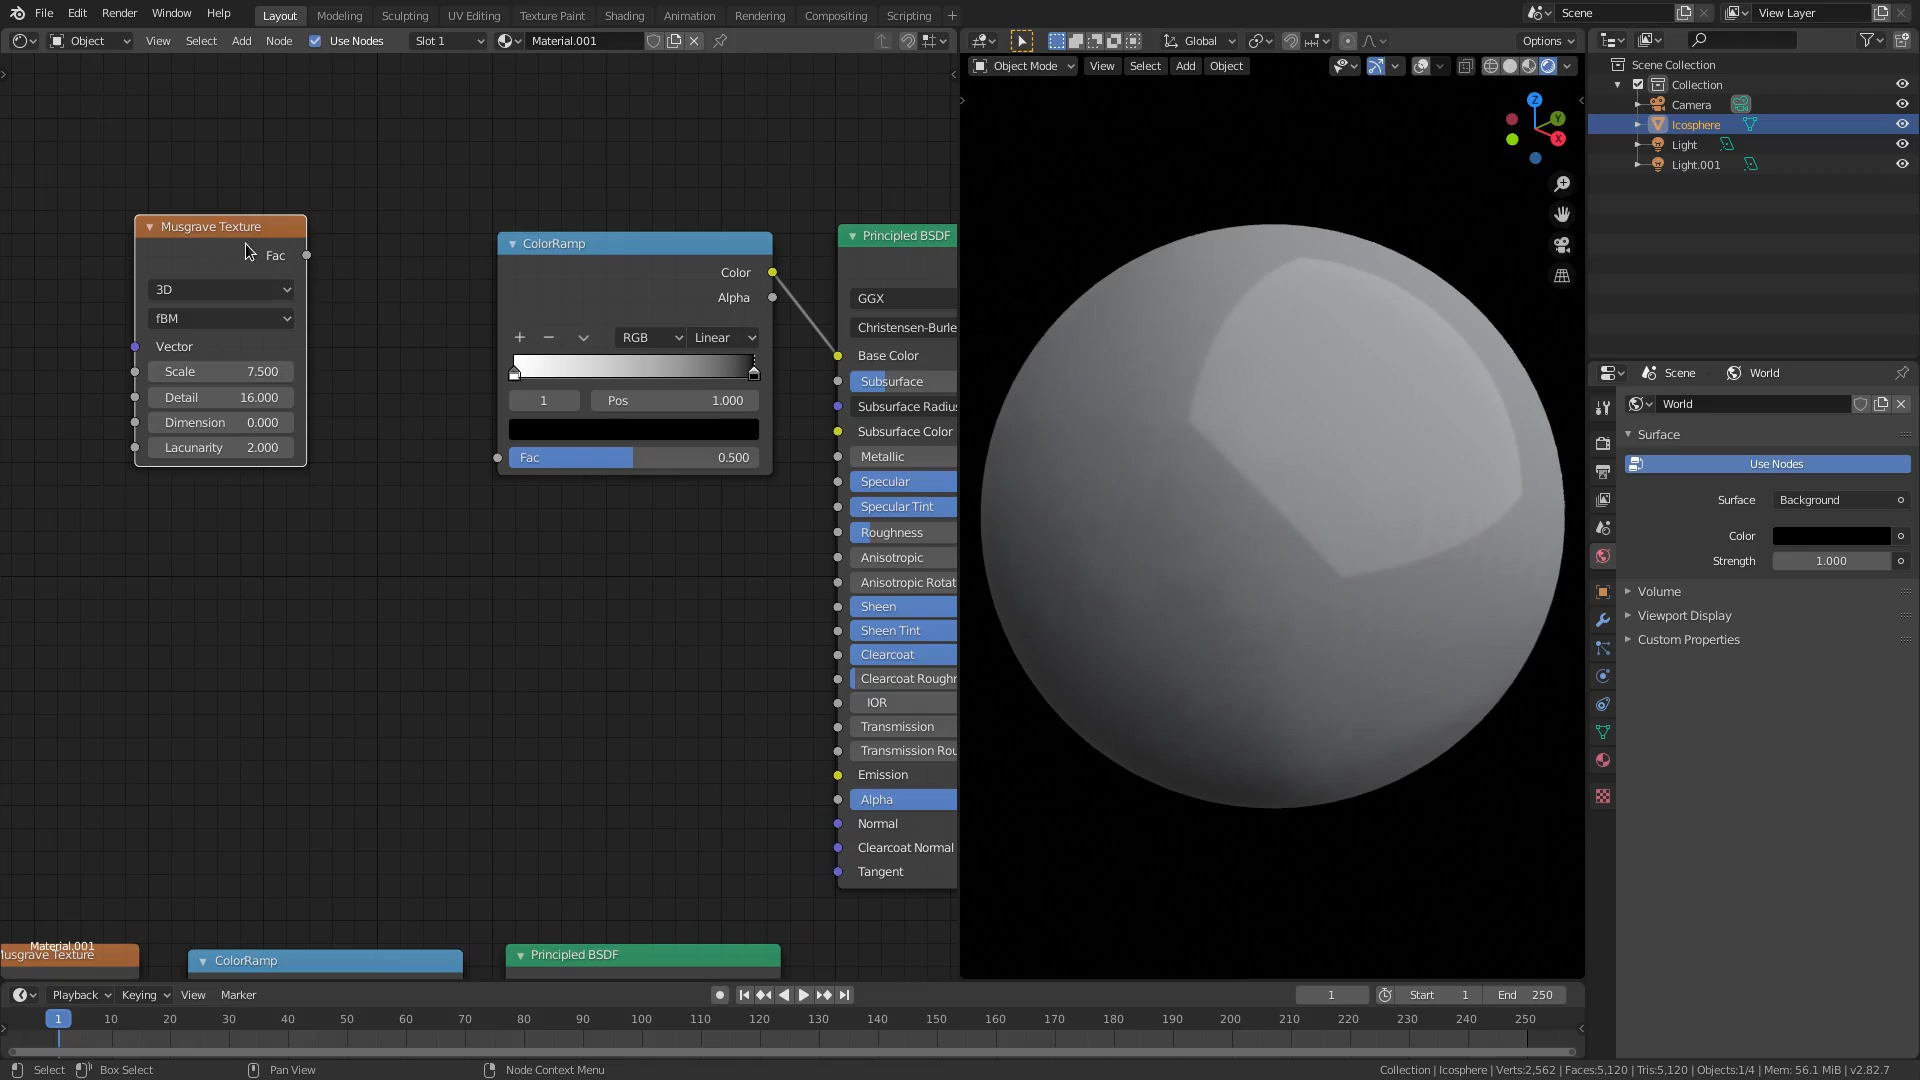 File Edit Render Window Help Layout Modeling Sculpting UV Editing Texture Paint Shading Animation Rendering Compositing Scripting + Scene View Layer
Object View Select Add Node Use Nodes Slot 1 Material.001 Global Options
Object Mode View Select Add Object
Scene Collection
Collection
Camera
Icosphere
Light
Light.001
Z
Y
X
Musgrave Texture
Fac
3D
fBM
Vector
Scale 7.500
Detail 16.000
Dimension 0.000
Lacunarity 2.000
ColorRamp
Color
Alpha
RGB Linear
1 Pos 1.000
Fac 0.500
Principled BSDF
GGX
Christensen-Burle
Base Color
Subsurface
Subsurface Radius
Subsurface Color
Metallic
Specular
Specular Tint
Roughness
Anisotropic
Anisotropic Rotat
Sheen
Sheen Tint
Clearcoat
Clearcoat Roughn
IOR
Transmission
Transmission Rou
Emission
Alpha
Normal
Clearcoat Normal
Tangent
Scene World
World
Surface
Use Nodes
Surface Background
Color
Strength 1.000
Volume
Viewport Display
Custom Properties
Material.001
Musgrave Texture
ColorRamp
Principled BSDF
Playback Keying View Marker 1 Start 1 End 250
1 10 20 30 40 50 60 70 80 90 100 110 120 130 140 150 160 170 180 190 200 210 220 230 240 250
Select Box Select Pan View Node Context Menu Collection | Icosphere | Verts:2,562 | Faces:5,120 | Tris:5,120 | Objects:1/4 | Mem: 56.1 MiB | v2.82.7